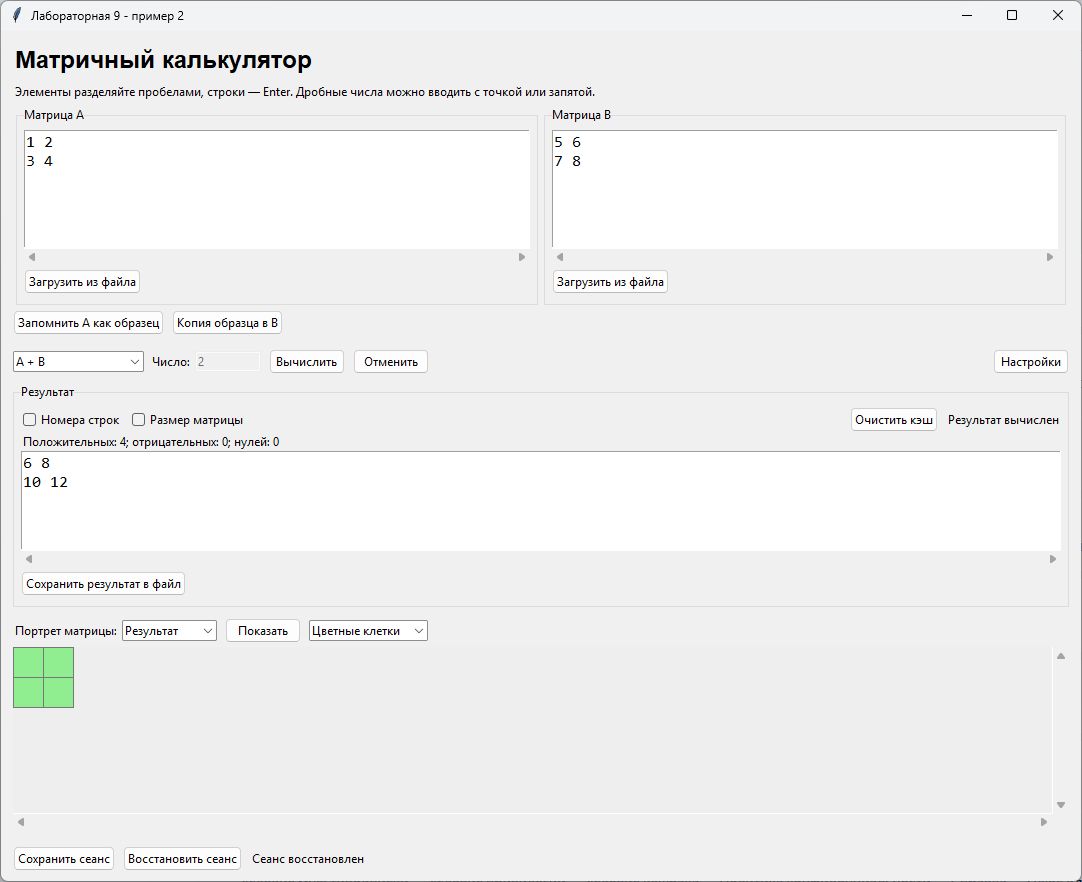 Лабораторная 9 - пример 2
Матричный калькулятор
Элементы разделяйте пробелами, строки — Enter. Дробные числа можно вводить с точкой или запятой.
Матрица A
1 2
3 4
Загрузить из файла
Матрица B
5 6
7 8
Загрузить из файла
Запомнить A как образец Копия образца в B
A + B Число: 2 Вычислить Отменить Настройки
Результат
Номера строк Размер матрицы Очистить кэш Результат вычислен
Положительных: 4; отрицательных: 0; нулей: 0
6 8
10 12
Сохранить результат в файл
Портрет матрицы: Результат Показать Цветные клетки
Сохранить сеанс Восстановить сеанс Сеанс восстановлен